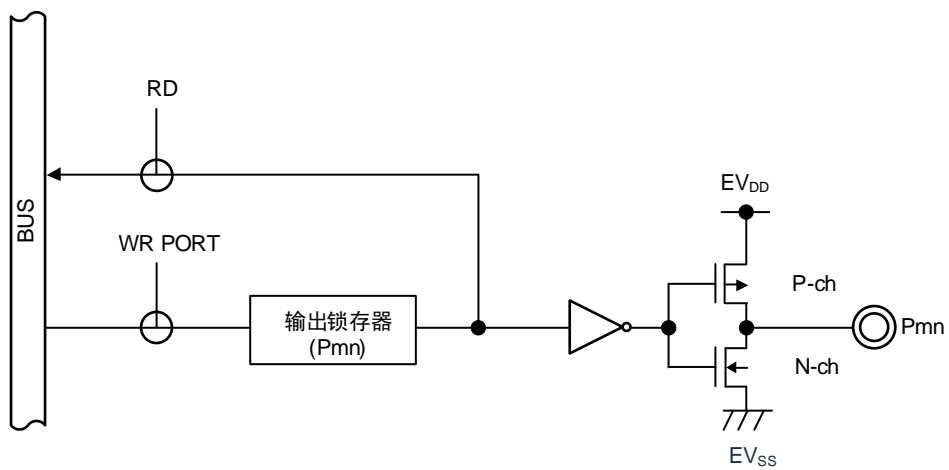 RD
EVDD
BUS
WR PORT
P-ch
输出锁存器
(Pmn)
Pmn
N-ch
EVSS